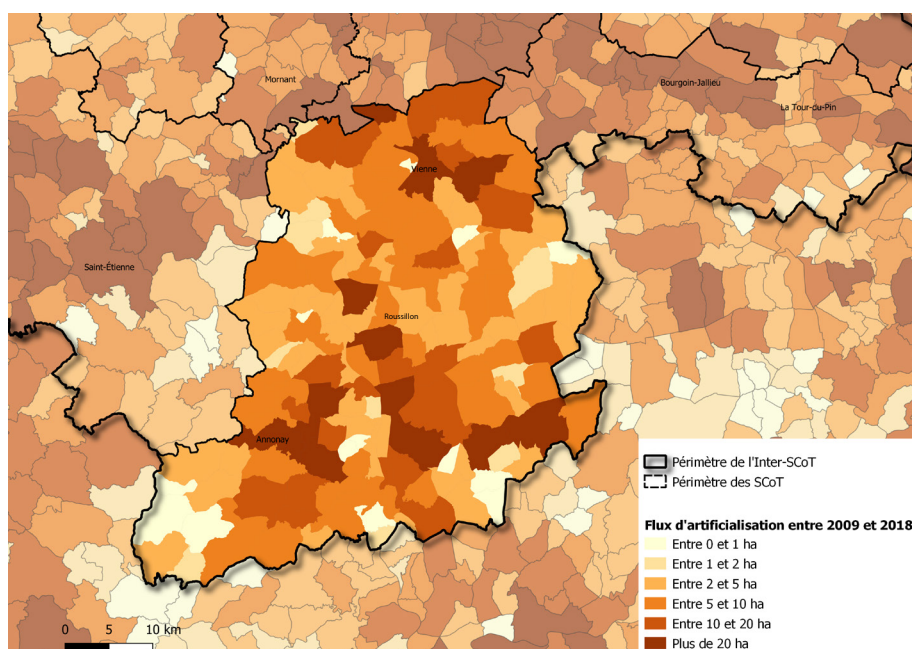 Mornant
Bourgoin-Jallieu
La Tour-du-Pin
Vienne
Saint-Étienne
Roussillon
Annonay
Périmètre de l'Inter-SCoT
Périmètre des SCoT
Flux d'artificialisation entre 2009 et 2018
Entre 0 et 1 ha
Entre 1 et 2 ha
Entre 2 et 5 ha
Entre 5 et 10 ha
Entre 10 et 20 ha
Plus de 20 ha
0 5 10 km